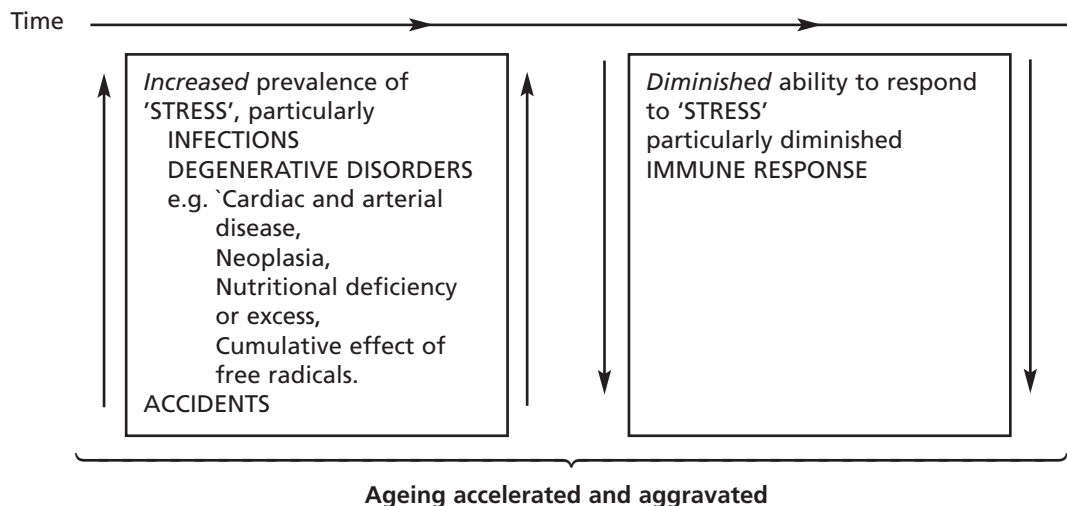 Time
Increased prevalence of
'STRESS', particularly
INFECTIONS
DEGENERATIVE DISORDERS
e.g. `Cardiac and arterial
disease,
Neoplasia,
Nutritional deficiency
or excess,
Cumulative effect of
free radicals.
ACCIDENTS
Diminished ability to respond
to ‘STRESS’
particularly diminished
IMMUNE RESPONSE
Ageing accelerated and aggravated